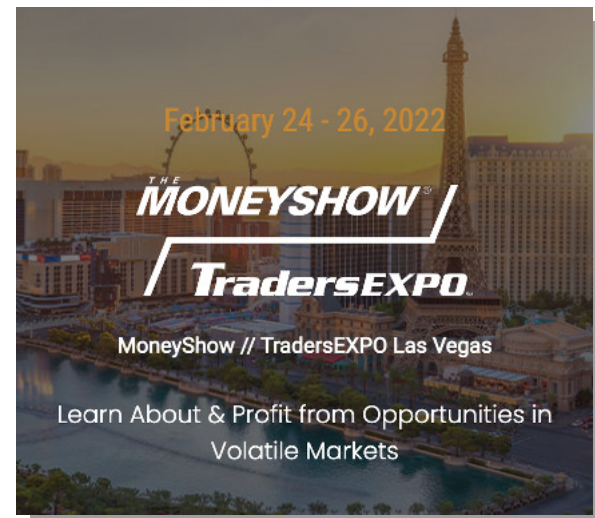 February 24 - 26, 2022
THE
MONEYSHOW®
TradersEXPO
MoneyShow // TradersEXPO Las Vegas
Learn About & Profit from Opportunities in
Volatile Markets